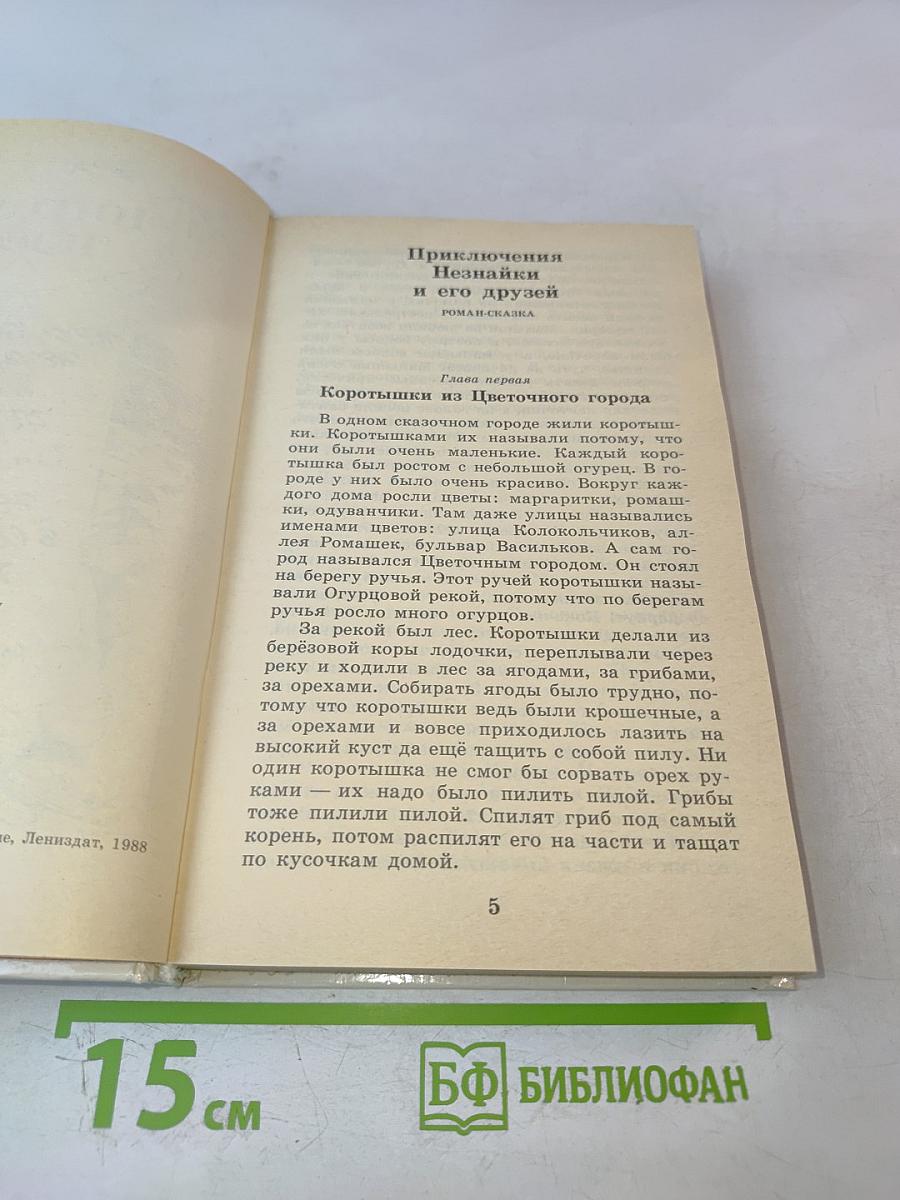 Приключения
Незнайки
и его друзей
РОМАН-СКАЗКА
Глава первая
Коротышки из Цветочного города
В одном сказочном городе жили коротыш-
ки. Коротышками их называли потому, что
они были очень маленькие. Каждый коро-
тышка был ростом с небольшой огурец. В го-
роде у них было очень красиво. Вокруг каж-
дого дома росли цветы: маргаритки, ромаш-
ки, одуванчики. Там даже улицы назывались
именами цветов: улица Колокольчиков, ал-
лея Ромашек, бульвар Васильков. А сам го-
род назывался Цветочным городом. Он стоял
на берегу ручья. Этот ручей коротышки назы-
вали Огурцовой рекой, потому что по берегам
ручья росло много огурцов.
За рекой был лес. Коротышки делали из
берёзовой коры лодочки, переплывали через
реку и ходили в лес за ягодами, за грибами,
за орехами. Собирать ягоды было трудно, по-
тому что коротышки ведь были крошечные, а
за орехами и вовсе приходилось лазить на
высокий куст да ещё тащить с собой пилу. Ни
один коротышка не смог бы сорвать орех ру-
ками — их надо было пилить пилой. Грибы
тоже пилили пилой. Спилят гриб под самый
корень, потом распилят его на части и тащат
по кусочкам домой.
5
Лениздат, 1988
15 см
БФ БИБЛИОФАН